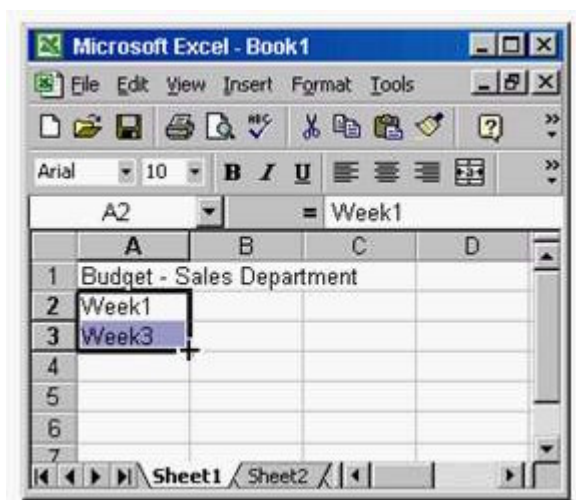 Microsoft Excel - Book1
File Edit View Insert Format Tools
ABC
Arial 10 B I U
A2 = Week1
A B C D
1 Budget - Sales Department
2 Week1
3 Week3
4
5
6
7
Sheet1 Sheet2